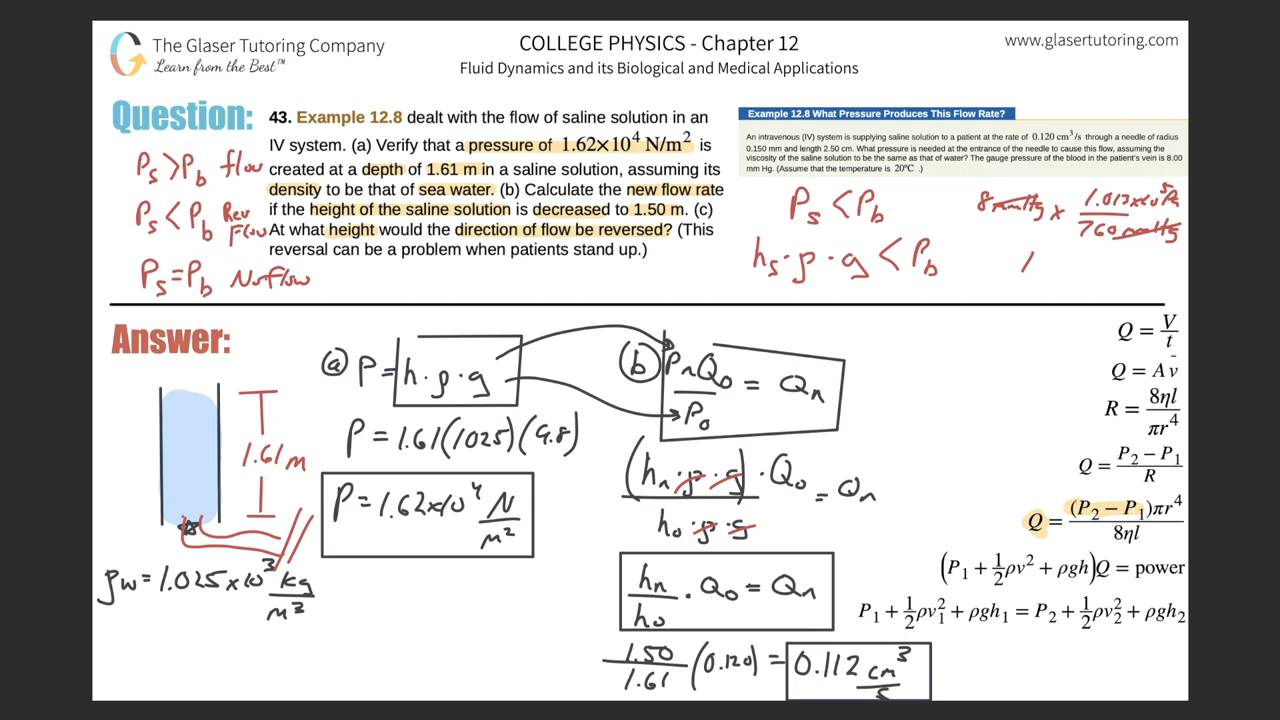 The Glaser Tutoring Company
Learn from the Best™
COLLEGE PHYSICS - Chapter 12
Fluid Dynamics and its Biological and Medical Applications
www.glasertutoring.com
Question:
43. Example 12.8 dealt with the flow of saline solution in an
IV system. (a) Verify that a pressure of 1.62×10⁴ N/m² is
created at a depth of 1.61 m in a saline solution, assuming its
density to be that of sea water. (b) Calculate the new flow rate
if the height of the saline solution is decreased to 1.50 m. (c)
At what height would the direction of flow be reversed? (This
reversal can be a problem when patients stand up.)
Ps > Pb flow
Ps < Pb Rev
Flow
Ps = Pb No flow
Example 12.8 What Pressure Produces This Flow Rate?
An intravenous (IV) system is supplying saline solution to a patient at the rate of 0.120 cm³/s through a needle of radius
0.150 mm and length 2.50 cm. What pressure is needed at the entrance of the needle to cause this flow, assuming the
viscosity of the saline solution to be the same as that of water? The gauge pressure of the blood in the patient's vein is 8.00
mm Hg. (Assume that the temperature is 20°C .)
Ps < Pb
hs · ρ · g < Pb
8 mmHg × 1.013×10⁵ Pa
760 mmHg
Answer:
1.61 m
ρw = 1.025×10³ kg
m³
(a) P = h · ρ · g
P = 1.61(1025)(9.8)
P = 1.62×10⁴ N
m²
(b) PnQo = Qn
Po
(hn · ρ · g) · Qo = Qn
ho · ρ · g
hn · Qo = Qn
ho
1.50 (0.120) = 0.112 cm³
1.61 s
Q = V/t
Q = A v̄
R = 8ηl/πr⁴
Q = P₂ − P₁/R
Q = (P₂ − P₁)πr⁴/8ηl
(P₁ + ½ρv² + ρgh)Q = power
P₁ + ½ρv₁² + ρgh₁ = P₂ + ½ρv₂² + ρgh₂